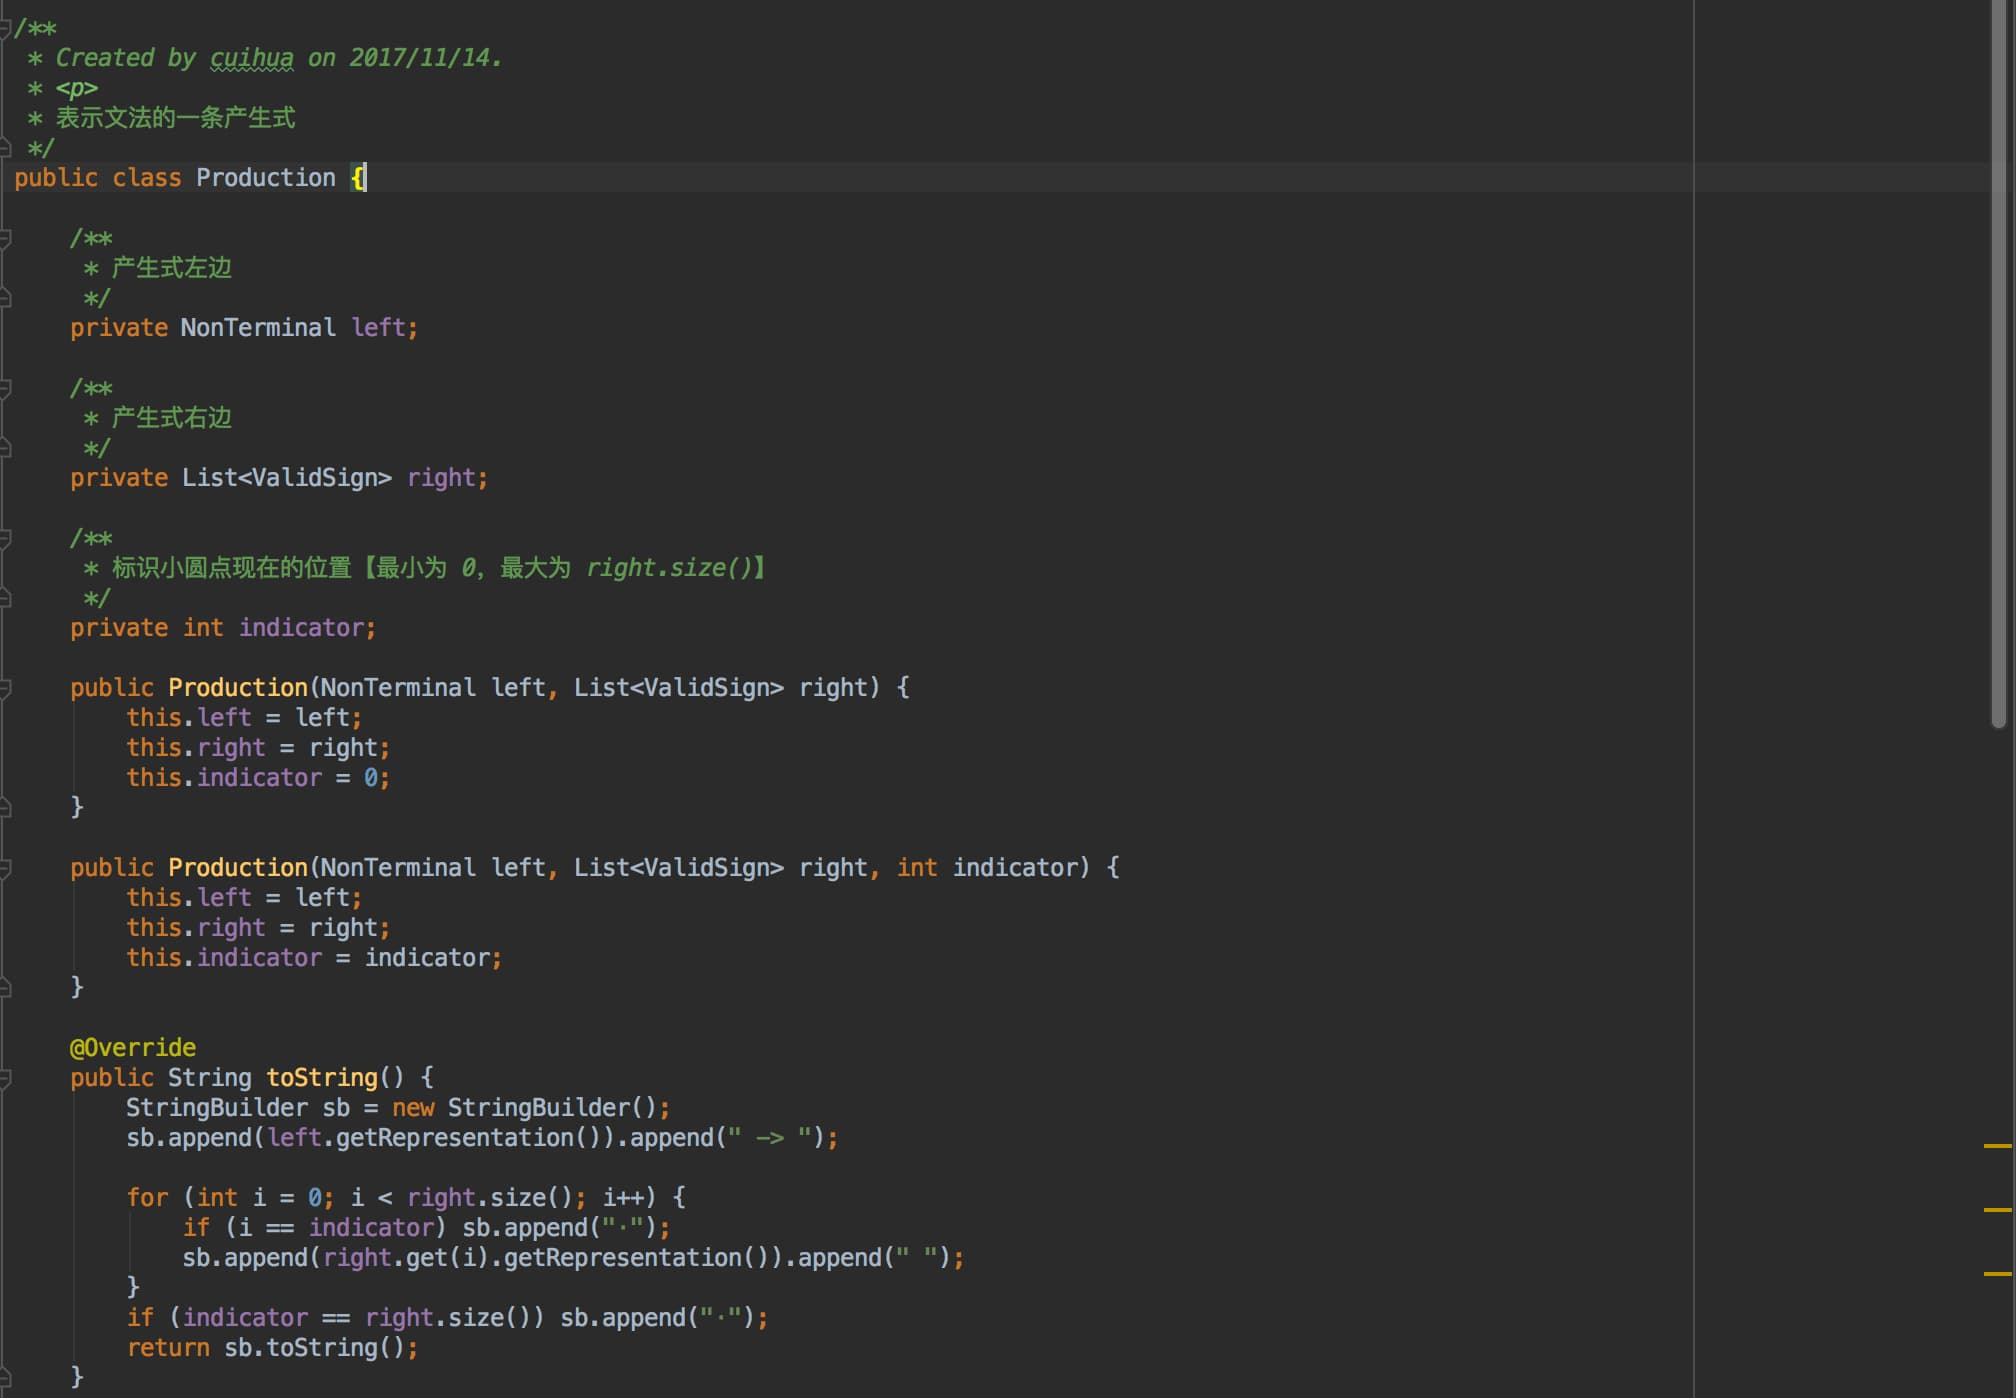 /**
 * Created by cuihua on 2017/11/14.
 * <p>
 * 表示文法的一条产生式
 */
public class Production {
    /**
     * 产生式左边
     */
    private NonTerminal left;
    /**
     * 产生式右边
     */
    private List<ValidSign> right;
    /**
     * 标识小圆点现在的位置【最小为 0，最大为 right.size()】
     */
    private int indicator;
    public Production(NonTerminal left, List<ValidSign> right) {
        this.left = left;
        this.right = right;
        this.indicator = 0;
    }
    public Production(NonTerminal left, List<ValidSign> right, int indicator) {
        this.left = left;
        this.right = right;
        this.indicator = indicator;
    }
    @Override
    public String toString() {
        StringBuilder sb = new StringBuilder();
        sb.append(left.getRepresentation()).append(" -> ");
        for (int i = 0; i < right.size(); i++) {
            if (i == indicator) sb.append("·");
            sb.append(right.get(i).getRepresentation()).append(" ");
        }
        if (indicator == right.size()) sb.append("·");
        return sb.toString();
    }